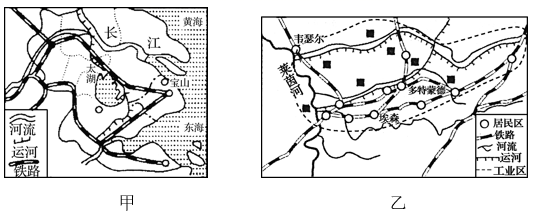 黄海
长 江
太湖
宝山
东海
河流
运河
铁路
甲
韦瑟尔
莱茵河
多特蒙德
埃森
居民区
铁路
河流
运河
工业区
乙